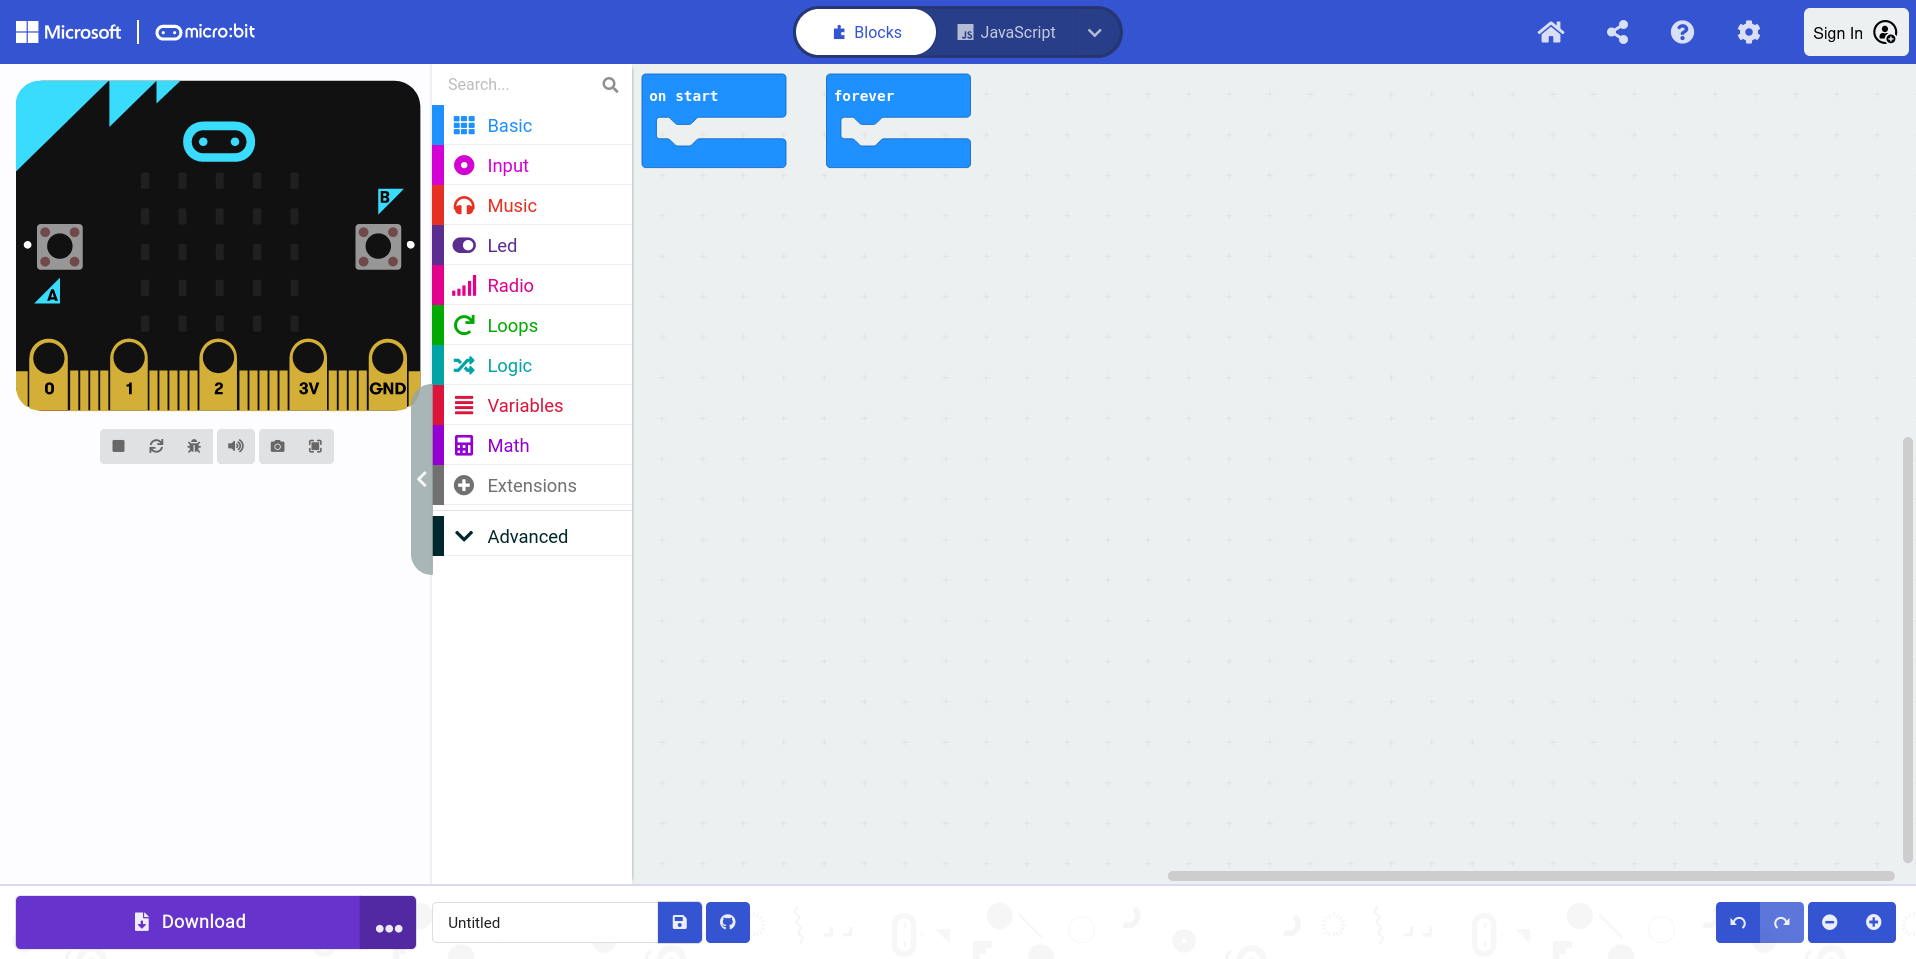 Microsoft
micro:bit
Blocks
JavaScript
JS
Sign In
B
A
0
1
2
3V
GND
Search...
Basic
Input
Music
Led
Radio
Loops
Logic
Variables
Math
Extensions
Advanced
on start
forever
Download
Untitled